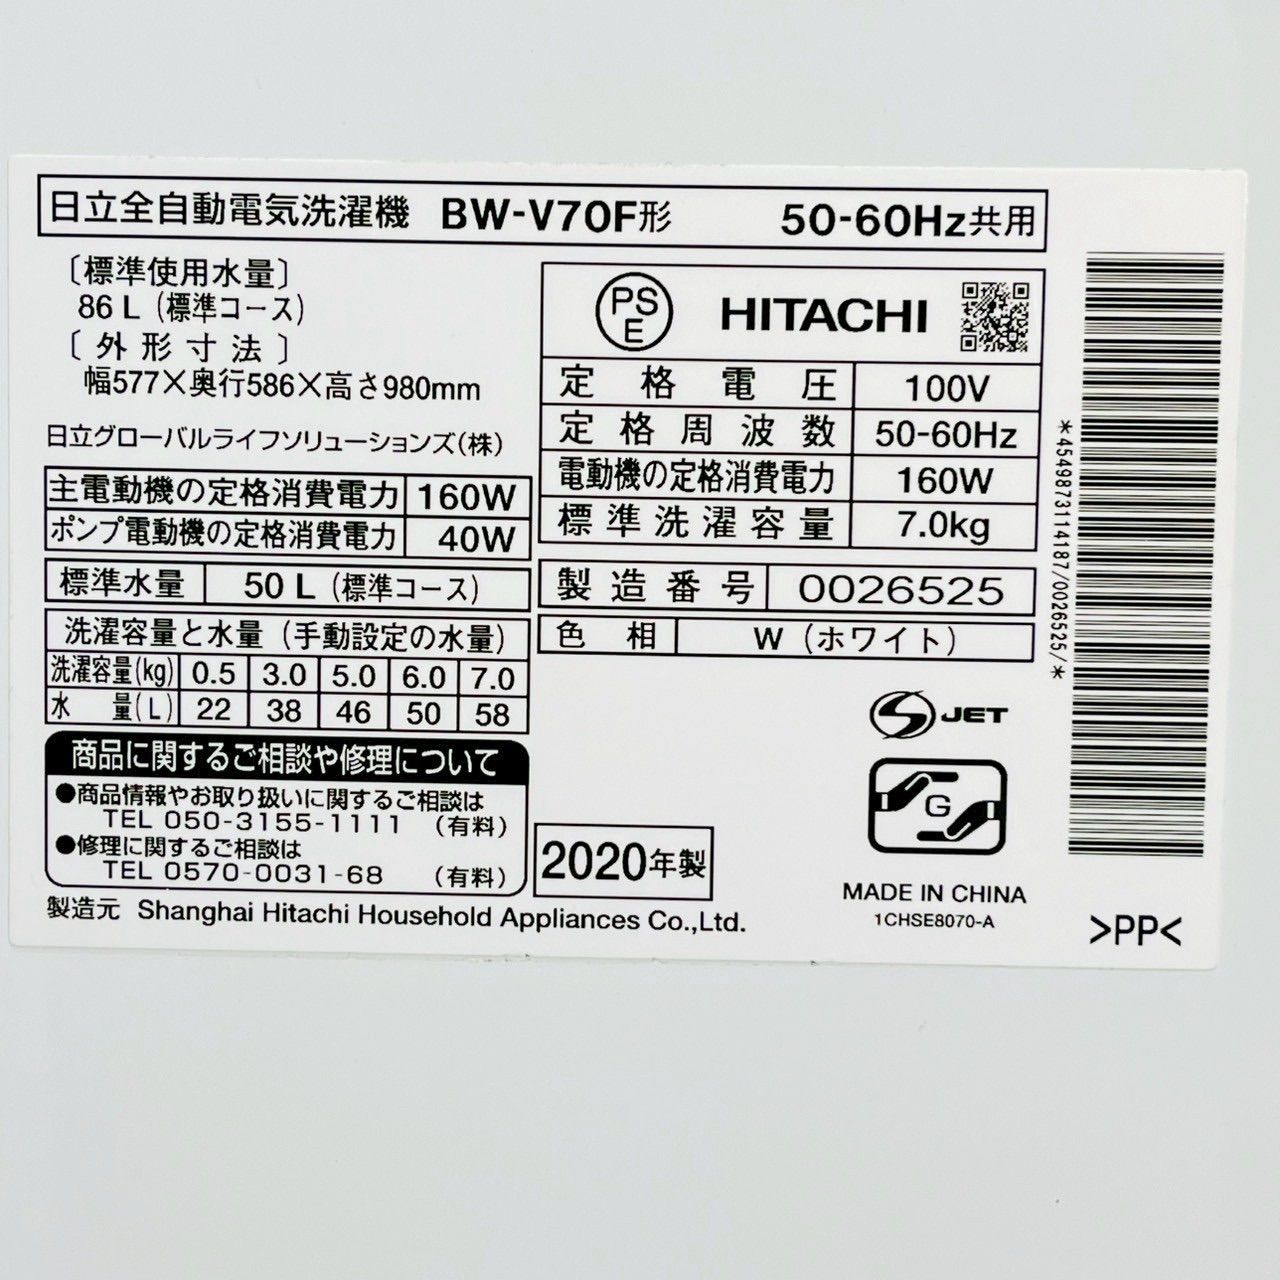 日立全自動電気洗濯機 BW-V70F形 50-60Hz共用
〔標準使用水量〕
86 L (標準コース)
〔外形寸法〕
幅577×奥行586×高さ980mm
日立グローバルライフソリューションズ(株)
主電動機の定格消費電力 160W
ポンプ電動機の定格消費電力 40W
標準水量 50 L (標準コース)
洗濯容量と水量 (手動設定の水量)
洗濯容量(kg) 0.5 3.0 5.0 6.0 7.0
水量(L) 22 38 46 50 58
商品に関するご相談や修理について
●商品情報やお取り扱いに関するご相談は
TEL 050-3155-1111 (有料)
●修理に関するご相談は
TEL 0570-0031-68 (有料)
製造元 Shanghai Hitachi Household Appliances Co.,Ltd.
PSE HITACHI
定格電圧 100V
定格周波数 50-60Hz
電動機の定格消費電力 160W
標準洗濯容量 7.0kg
製造番号 0026525
色相 W (ホワイト)
S JET
G
2020年製
MADE IN CHINA
1CHSE8070-A
*4549873114187/0026525/*
>PP<